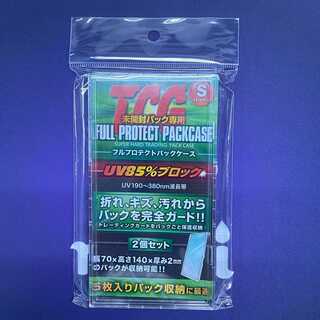 TCG
S
未開封パック専用
FULL PROTECT PACKCASE
SUPER HARD TRADING PACK CASE
フルプロテクトパックケース
UV85%ブロック
UV190〜380nm波長帯
折れ、キズ、汚れから
パックを完全ガード!!
トレーディングカードをパックごと保護収納!
2個セット
幅70×高さ140×厚み2mm
のパックが収納可能!!
5枚入りパック収納に最適